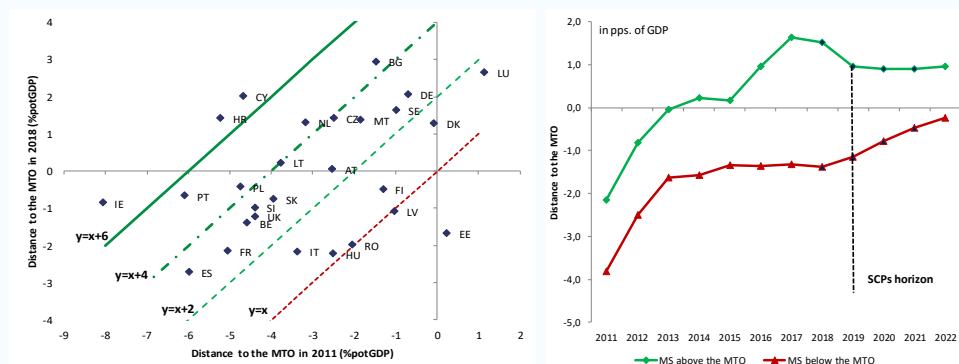 Distance to the MTO in 2018 (%potGDP)
4
3
2
1
0
-1
-2
-3
-4
-9
-8
-7
-6
-5
-4
-3
-2
-1
0
1
2
BG
LU
CY
DE
HR
NL
CZ
MT
SE
DK
LT
AT
PL
FI
IE
PT
SK
SI
UK
LV
BE
EE
FR
IT
RO
HU
ES
y=x+6
y=x+4
y=x+2
y=x
Distance to the MTO in 2011 (%potGDP)
in pps. of GDP
Distance to the MTO
2,0
1,0
0,0
-1,0
-2,0
-3,0
-4,0
-5,0
SCPs horizon
2011 2012 2013 2014 2015 2016 2017 2018 2019 2020 2021 2022
MS above the MTO
MS below the MTO